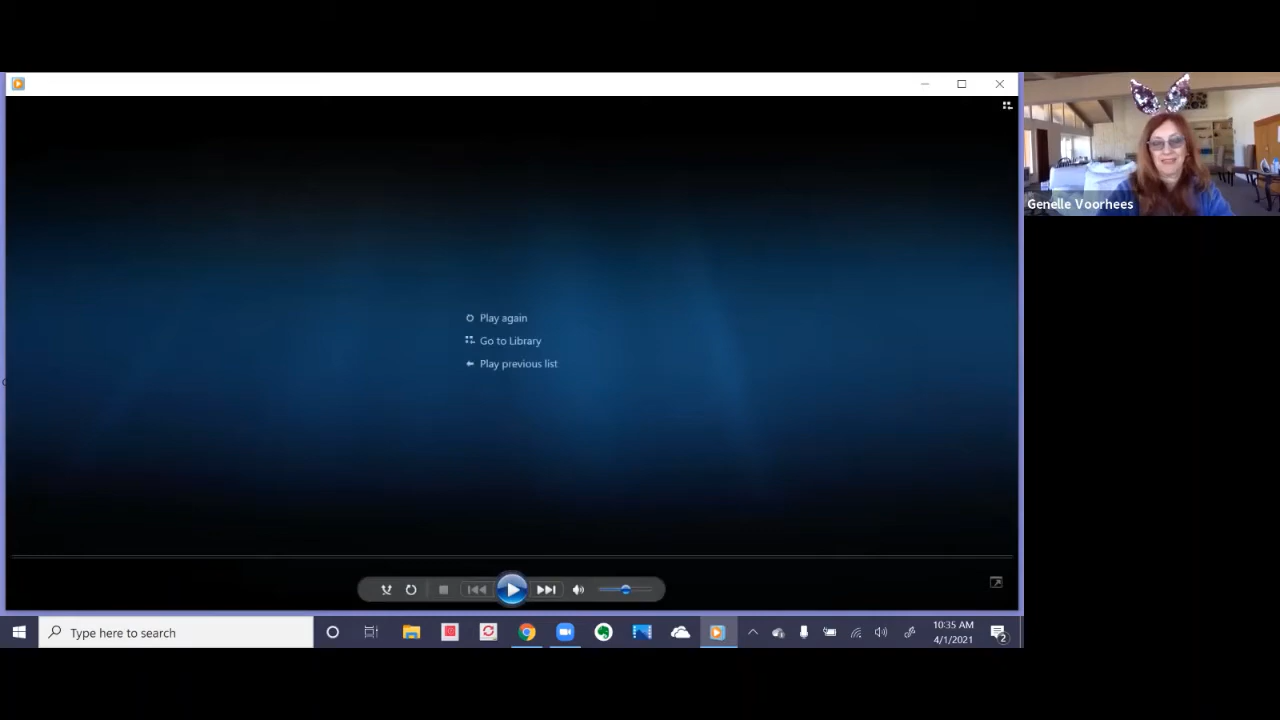 Genelle Voorhees
Play again
Go to Library
Play previous list
Type here to search
10:35 AM
4/1/2021
2